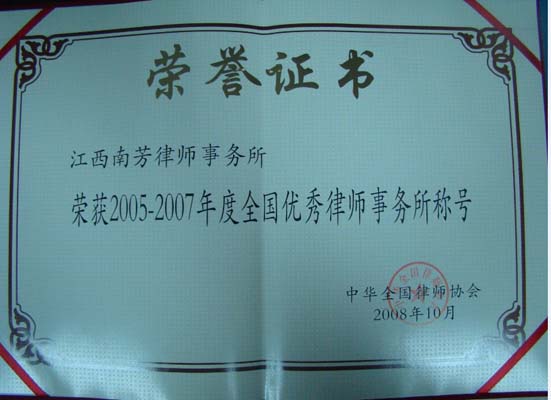 荣誉证书
江西南芳律师事务所
荣获2005-2007年度全国优秀律师事务所称号
中华全国律师协会
2008年10月